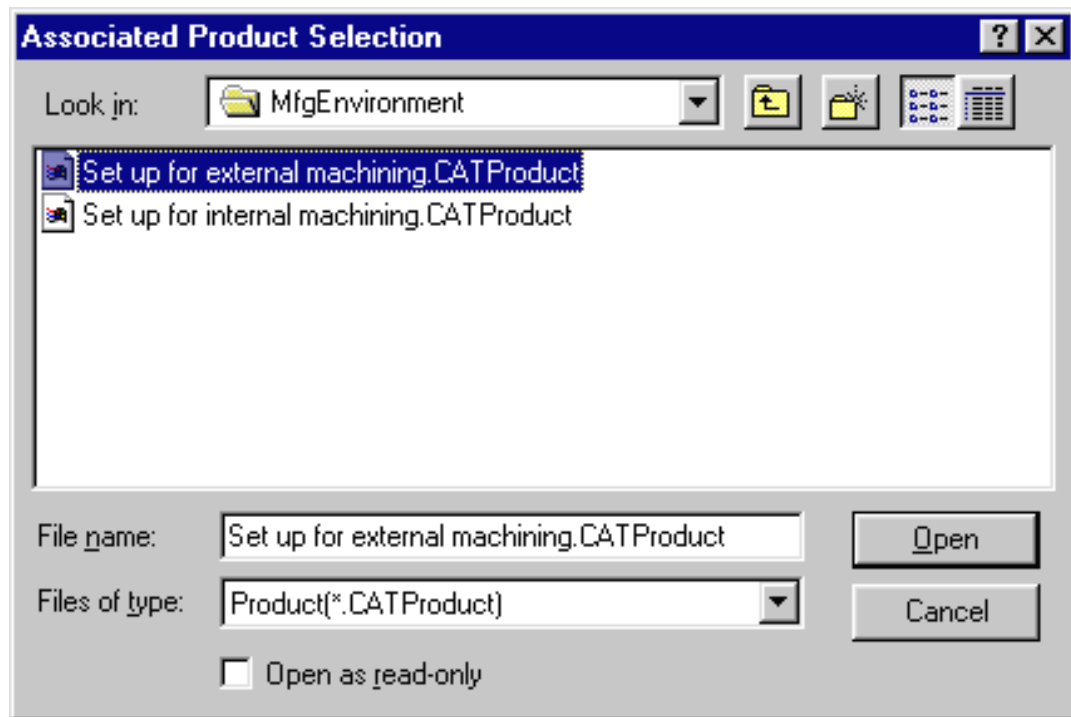 Associated Product Selection
Look in: MfgEnvironment
Set up for external machining.CATProduct
Set up for internal machining.CATProduct
File name: Set up for external machining.CATProduct Open
Files of type: Product(*.CATProduct) Cancel
Open as read-only